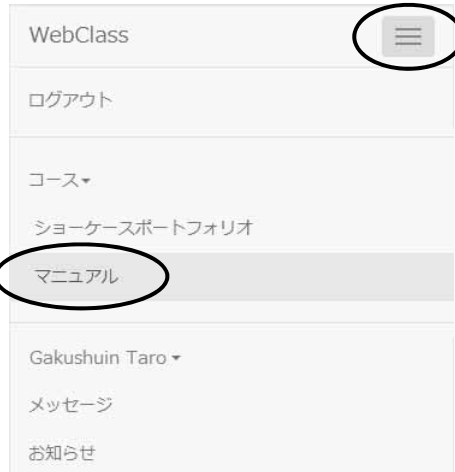 WebClass
ログアウト
コース▾
ショーケースポートフォリオ
マニュアル
Gakushuin Taro ▾
メッセージ
お知らせ